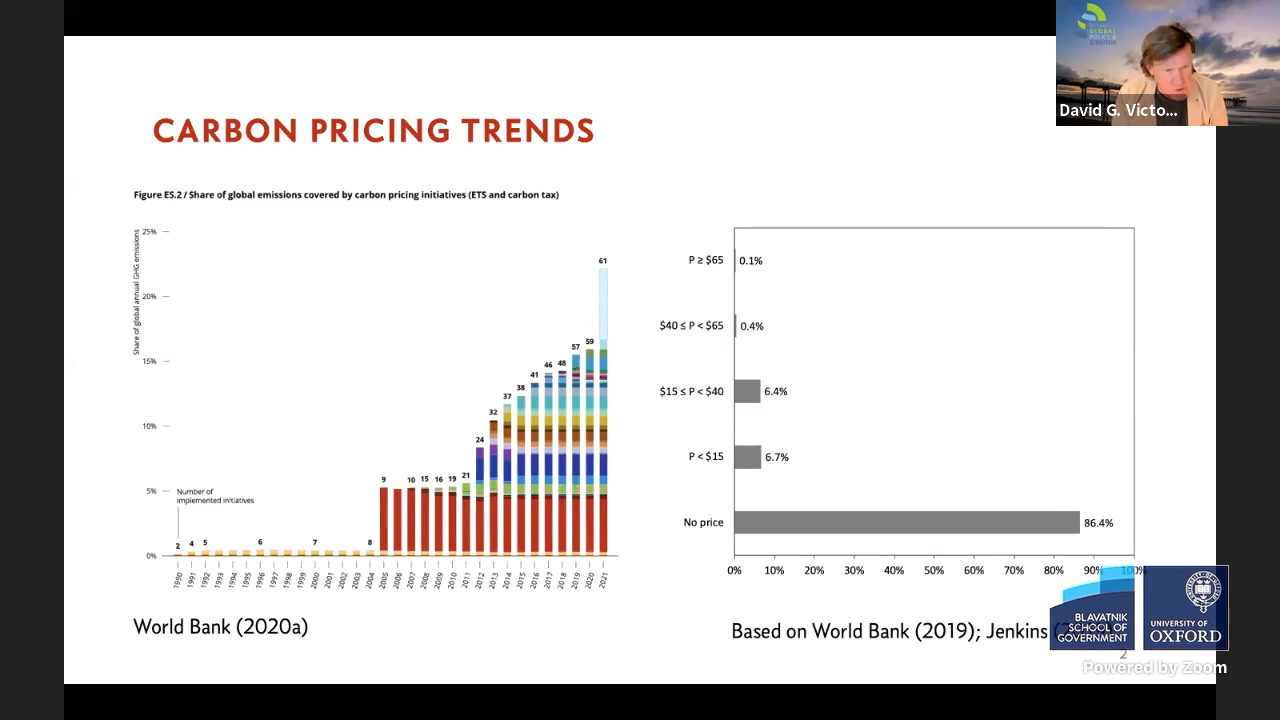 GLOBAL
POLICY &
STRATEGY
David G. Victo...
CARBON PRICING TRENDS
Figure ES.2 / Share of global emissions covered by carbon pricing initiatives (ETS and carbon tax)
Share of global annual GHG emissions
25%
20%
15%
10%
5%
0%
Number of
implemented initiatives
2 4 5 6 7 8 9 10 15 16 19 21 24 32 37 38 41 46 48 57 59 61
1990 1991 1992 1993 1994 1995 1996 1997 1998 1999 2000 2001 2002 2003 2004 2005 2006 2007 2008 2009 2010 2011 2012 2013 2014 2015 2016 2017 2018 2019 2020 2021
World Bank (2020a)
P ≥ $65 0.1%
$40 ≤ P < $65 0.4%
$15 ≤ P < $40 6.4%
P < $15 6.7%
No price 86.4%
0% 10% 20% 30% 40% 50% 60% 70% 80% 90% 100%
Based on World Bank (2019); Jenkins
BLAVATNIK
SCHOOL OF
GOVERNMENT
UNIVERSITY OF
OXFORD
2
Powered by Zoom